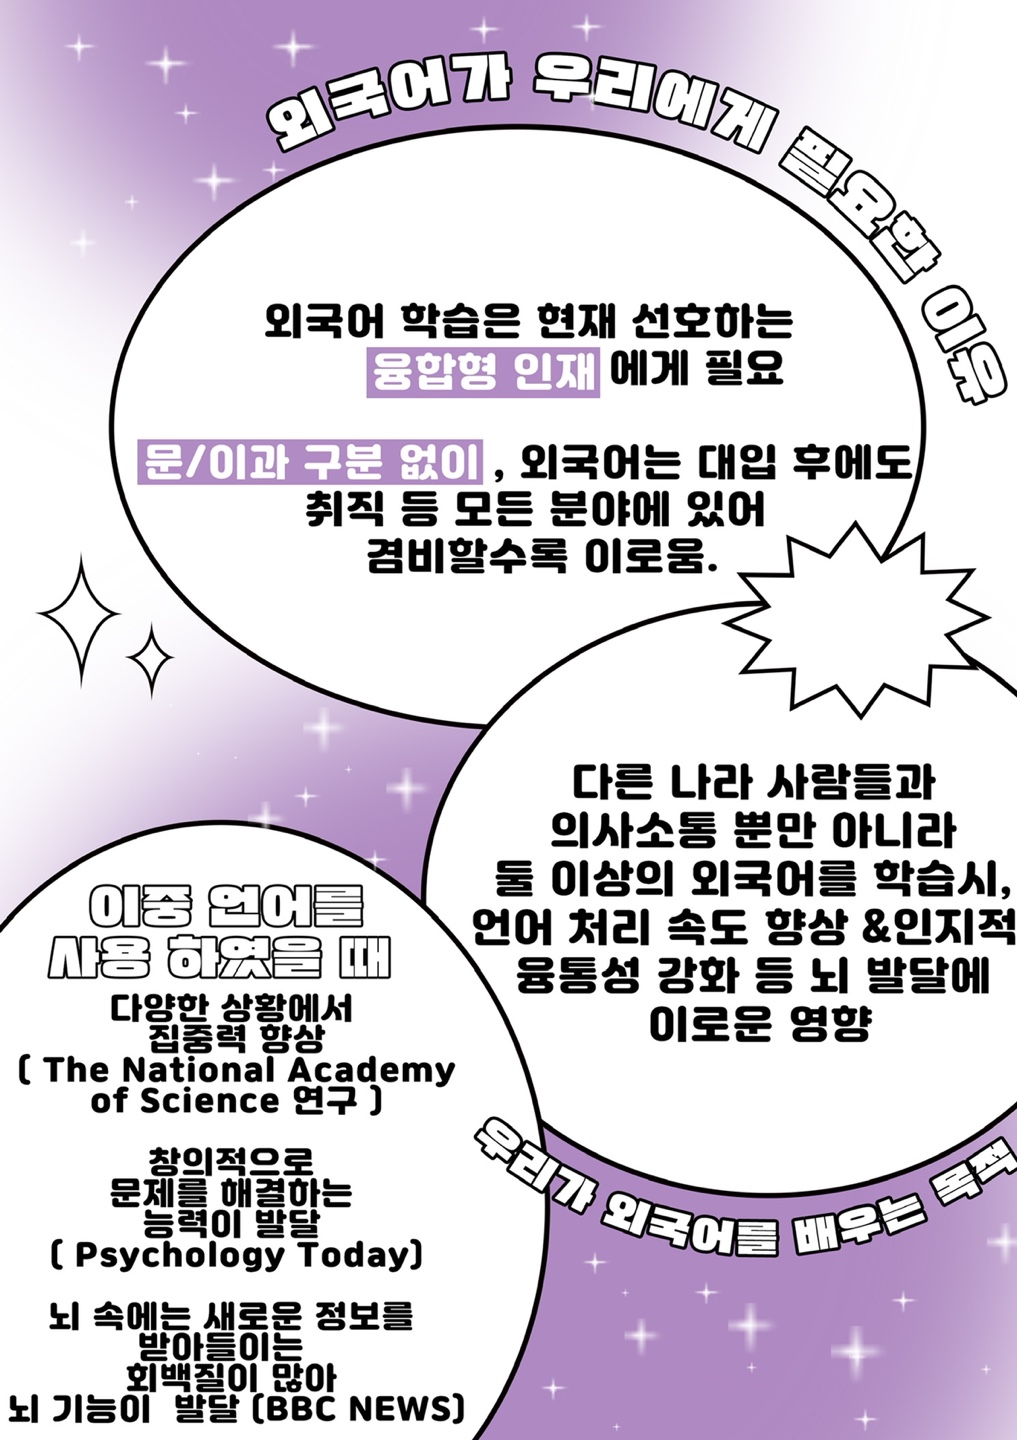 외국어가 우리에게 필요한 이유
외국어 학습은 현재 선호하는
융합형 인재 에게 필요
문/이과 구분 없이 , 외국어는 대입 후에도
취직 등 모든 분야에 있어
겸비할수록 이로움.
다른 나라 사람들과
의사소통 뿐만 아니라
둘 이상의 외국어를 학습시,
언어 처리 속도 향상 &인지적
융통성 강화 등 뇌 발달에
이로운 영향
우리가 외국어를 배우는 목적
이중 언어를
사용 하였을 때
다양한 상황에서
집중력 향상
( The National Academy
of Science 연구 )
창의적으로
문제를 해결하는
능력이 발달
( Psychology Today)
뇌 속에는 새로운 정보를
받아들이는
회백질이 많아
뇌 기능이 발달 (BBC NEWS)